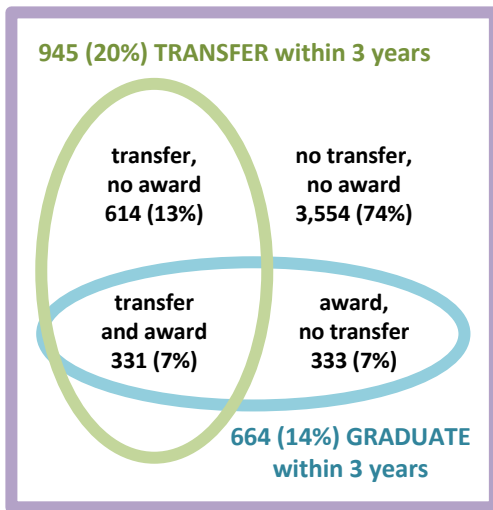 945 (20%) TRANSFER within 3 years
transfer,
no award
614 (13%)
no transfer,
no award
3,554 (74%)
transfer
and award
331 (7%)
award,
no transfer
333 (7%)
664 (14%) GRADUATE
within 3 years